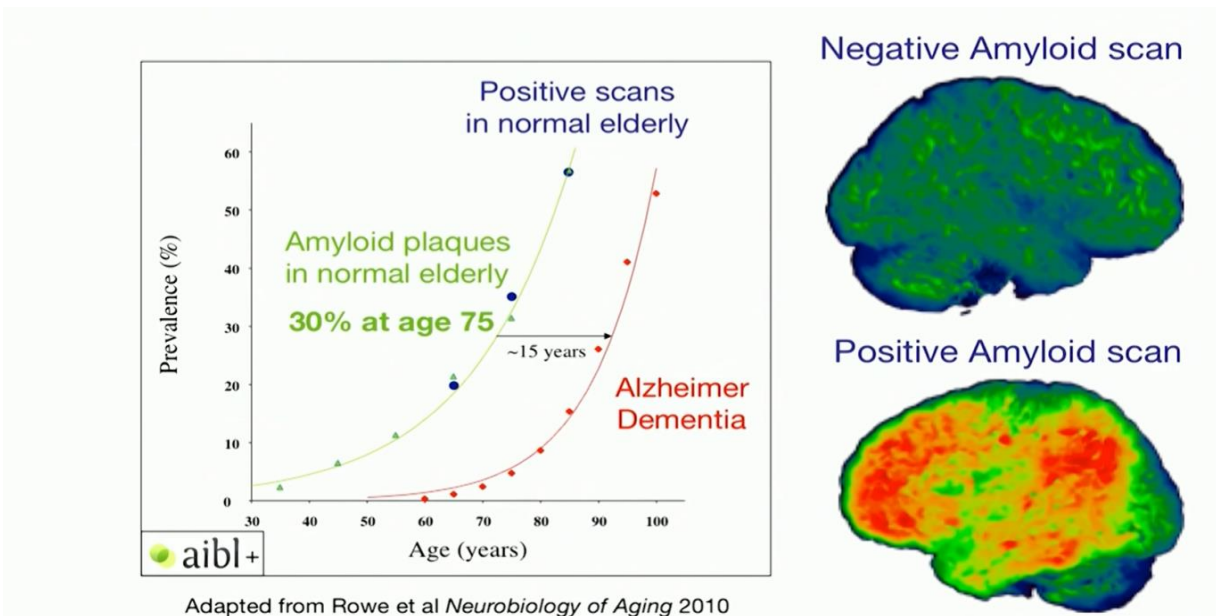 Negative Amyloid scan
Positive scans
in normal elderly
60
50
Amyloid plaques
in normal elderly
40
30% at age 75
30
~15 years
Prevalence (%)
Positive Amyloid scan
20
Alzheimer
Dementia
10
0
30 40 50 60 70 80 90 100
Age (years)
aibl+
Adapted from Rowe et al Neurobiology of Aging 2010